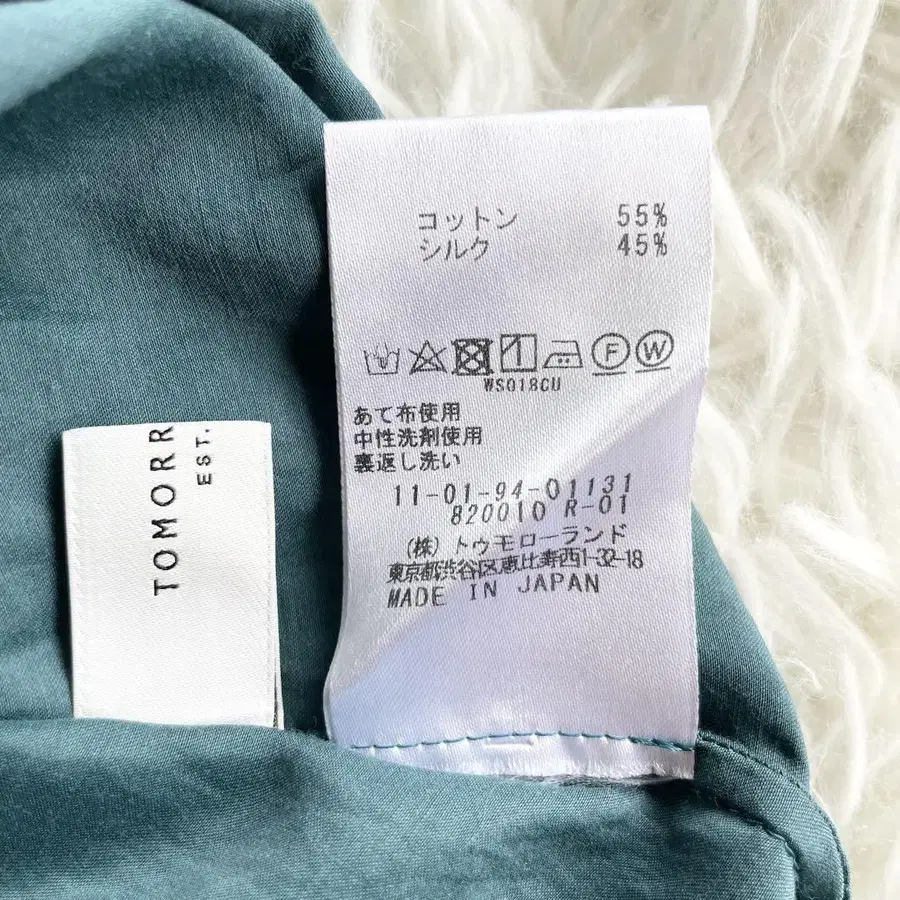 コットン 55%
シルク 45%
WS018CU
あて布使用
中性洗剤使用
裏返し洗い
11-01-94-01131
820010 R-01
(株) トゥモローランド
東京都渋谷区恵比寿西1-32-18
MADE IN JAPAN
F
W
TOMORR
EST.